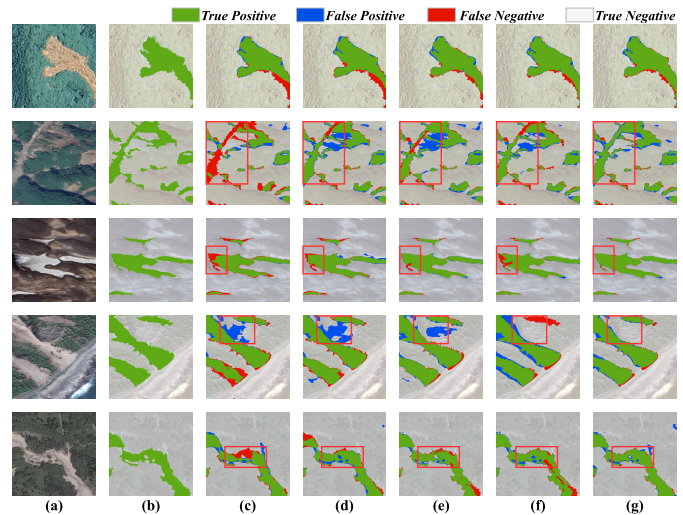 True Positive False Positive False Negative True Negative
(a) (b) (c) (d) (e) (f) (g)